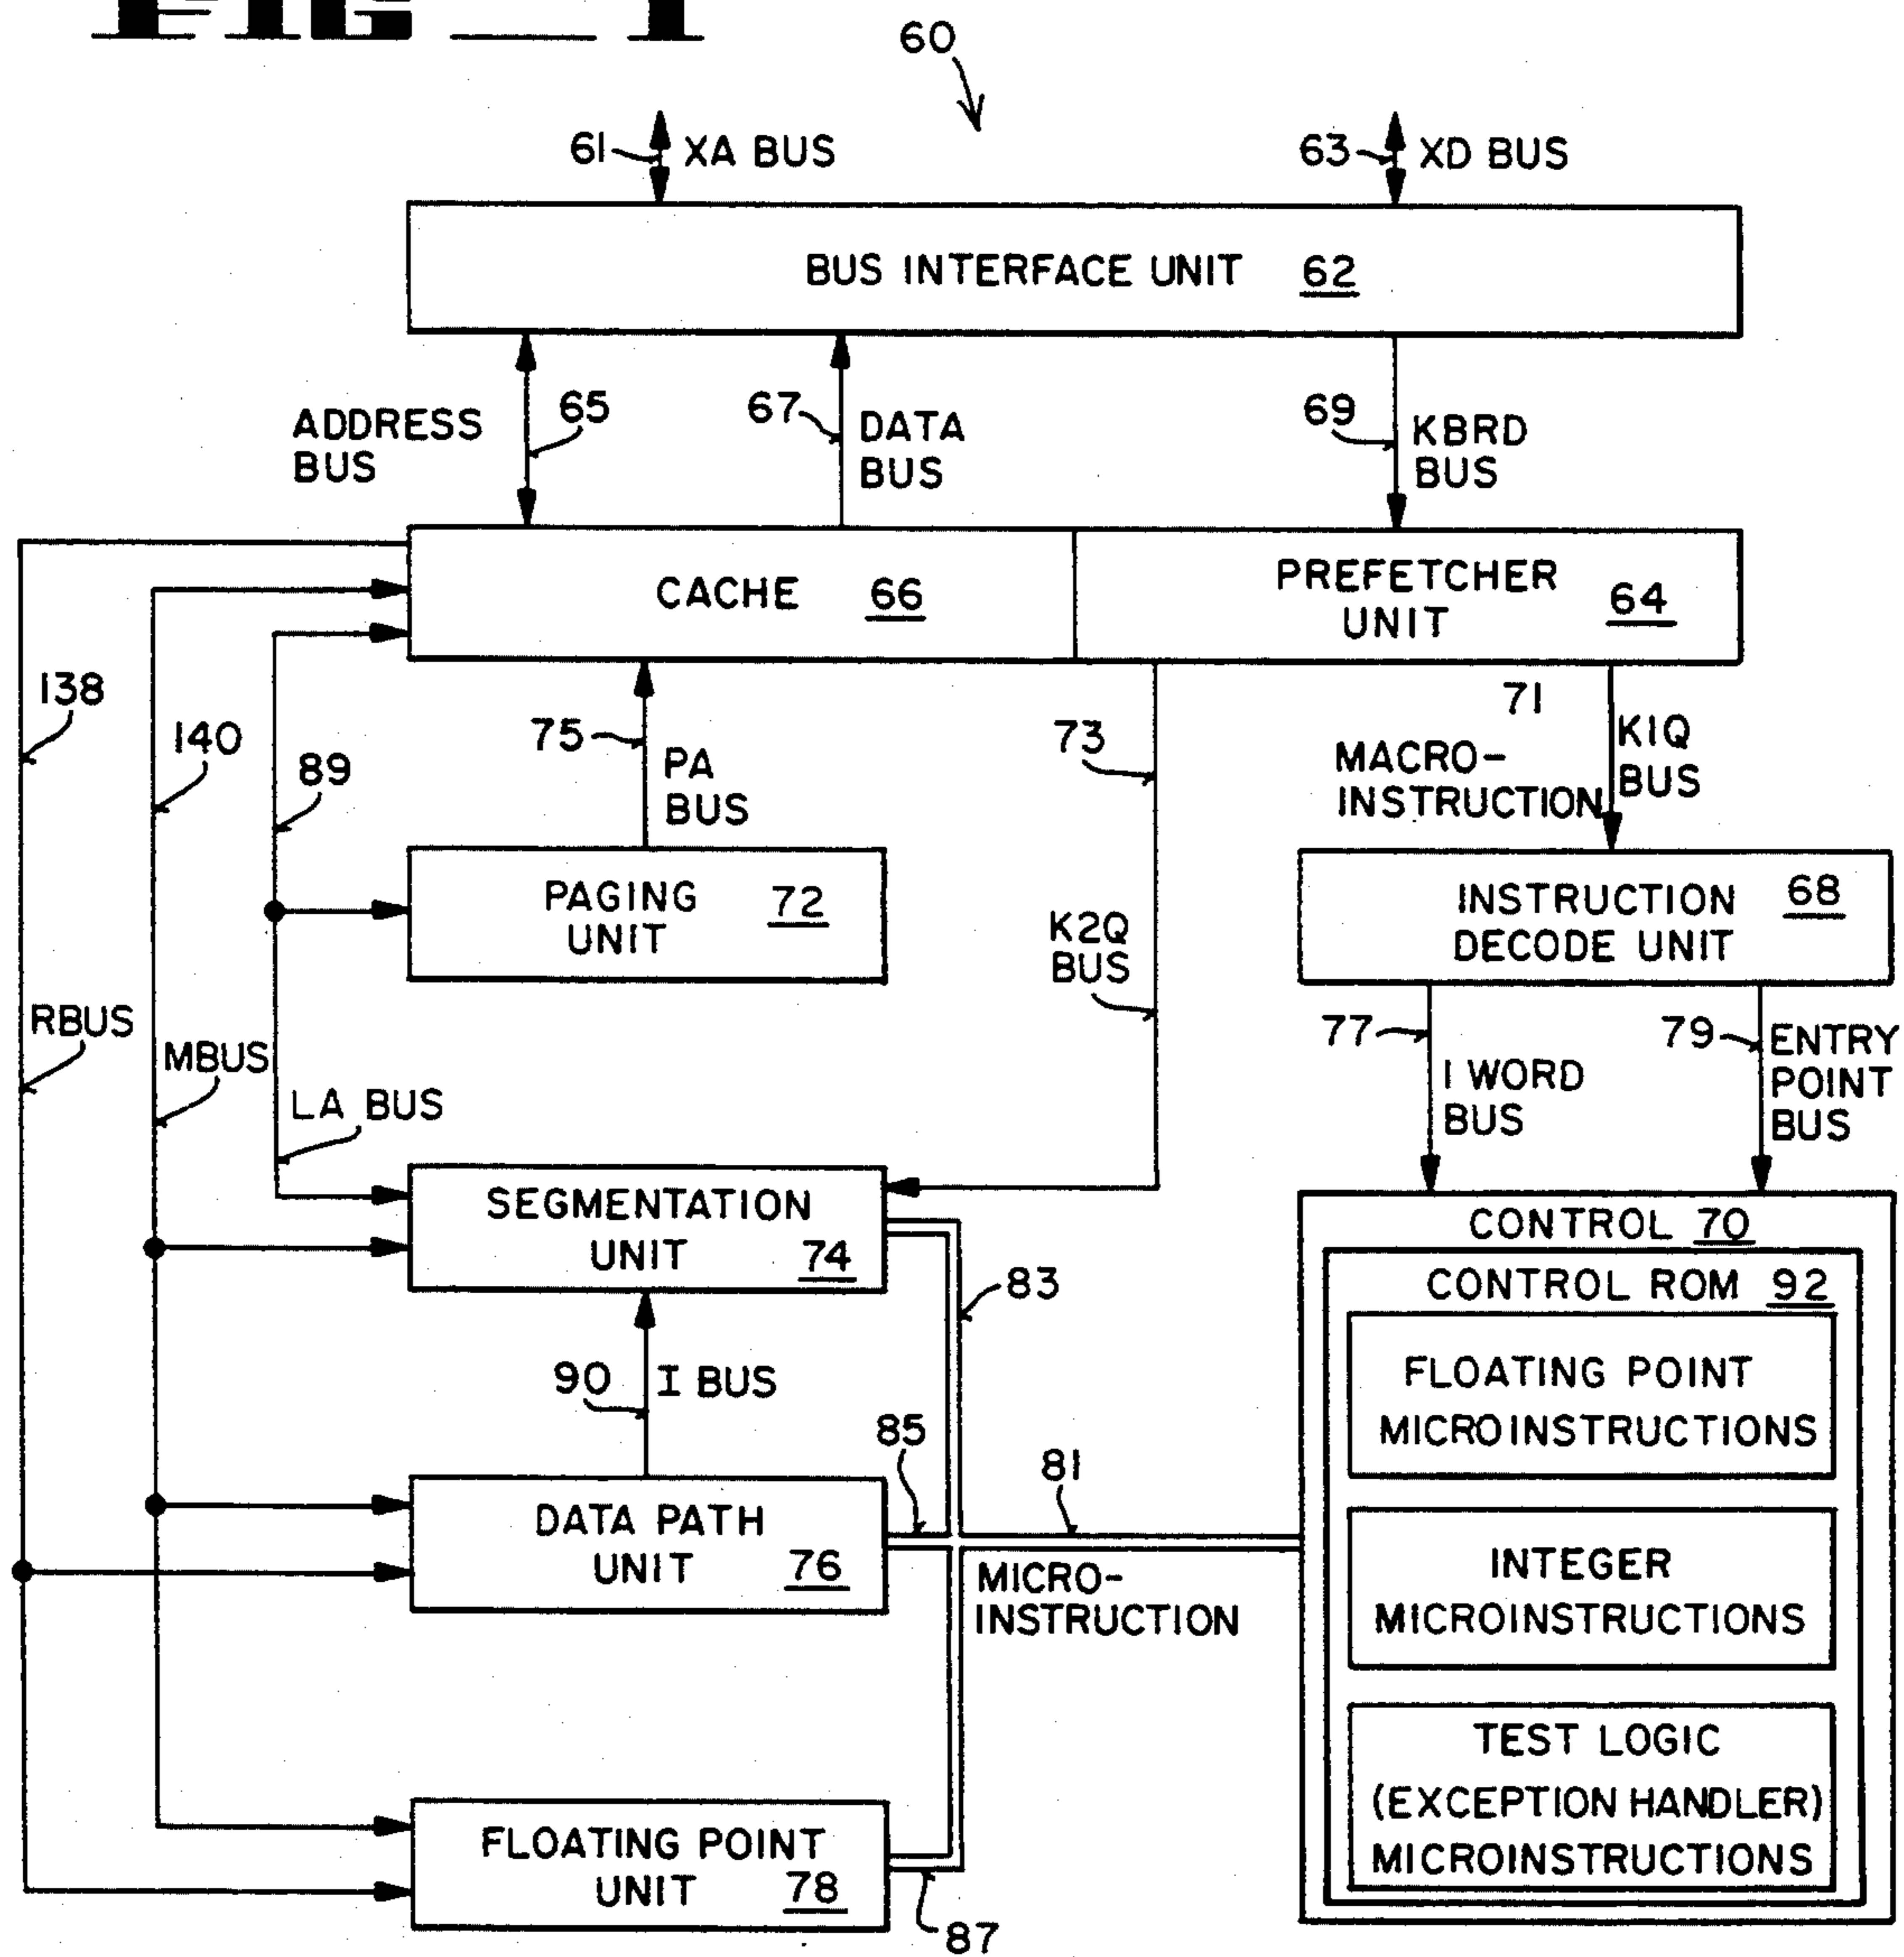 FIG_1
60
61 XA BUS
63 XD BUS
BUS INTERFACE UNIT 62
ADDRESS
BUS
65
67
DATA
BUS
69
KBRD
BUS
CACHE 66
PREFETCHER
UNIT
64
138
140
89
75
PA
BUS
73
71
K1Q
BUS
MACRO-
INSTRUCTION
PAGING
UNIT
72
K2Q
BUS
INSTRUCTION
DECODE UNIT
68
RBUS
MBUS
LA BUS
77
I WORD
BUS
79
ENTRY
POINT
BUS
SEGMENTATION
UNIT
74
83
CONTROL 70
CONTROL ROM 92
FLOATING POINT
MICROINSTRUCTIONS
90 I BUS
85
81
DATA PATH
UNIT
76
MICRO-
INSTRUCTION
INTEGER
MICROINSTRUCTIONS
TEST LOGIC
(EXCEPTION HANDLER)
MICROINSTRUCTIONS
FLOATING POINT
UNIT
78
87